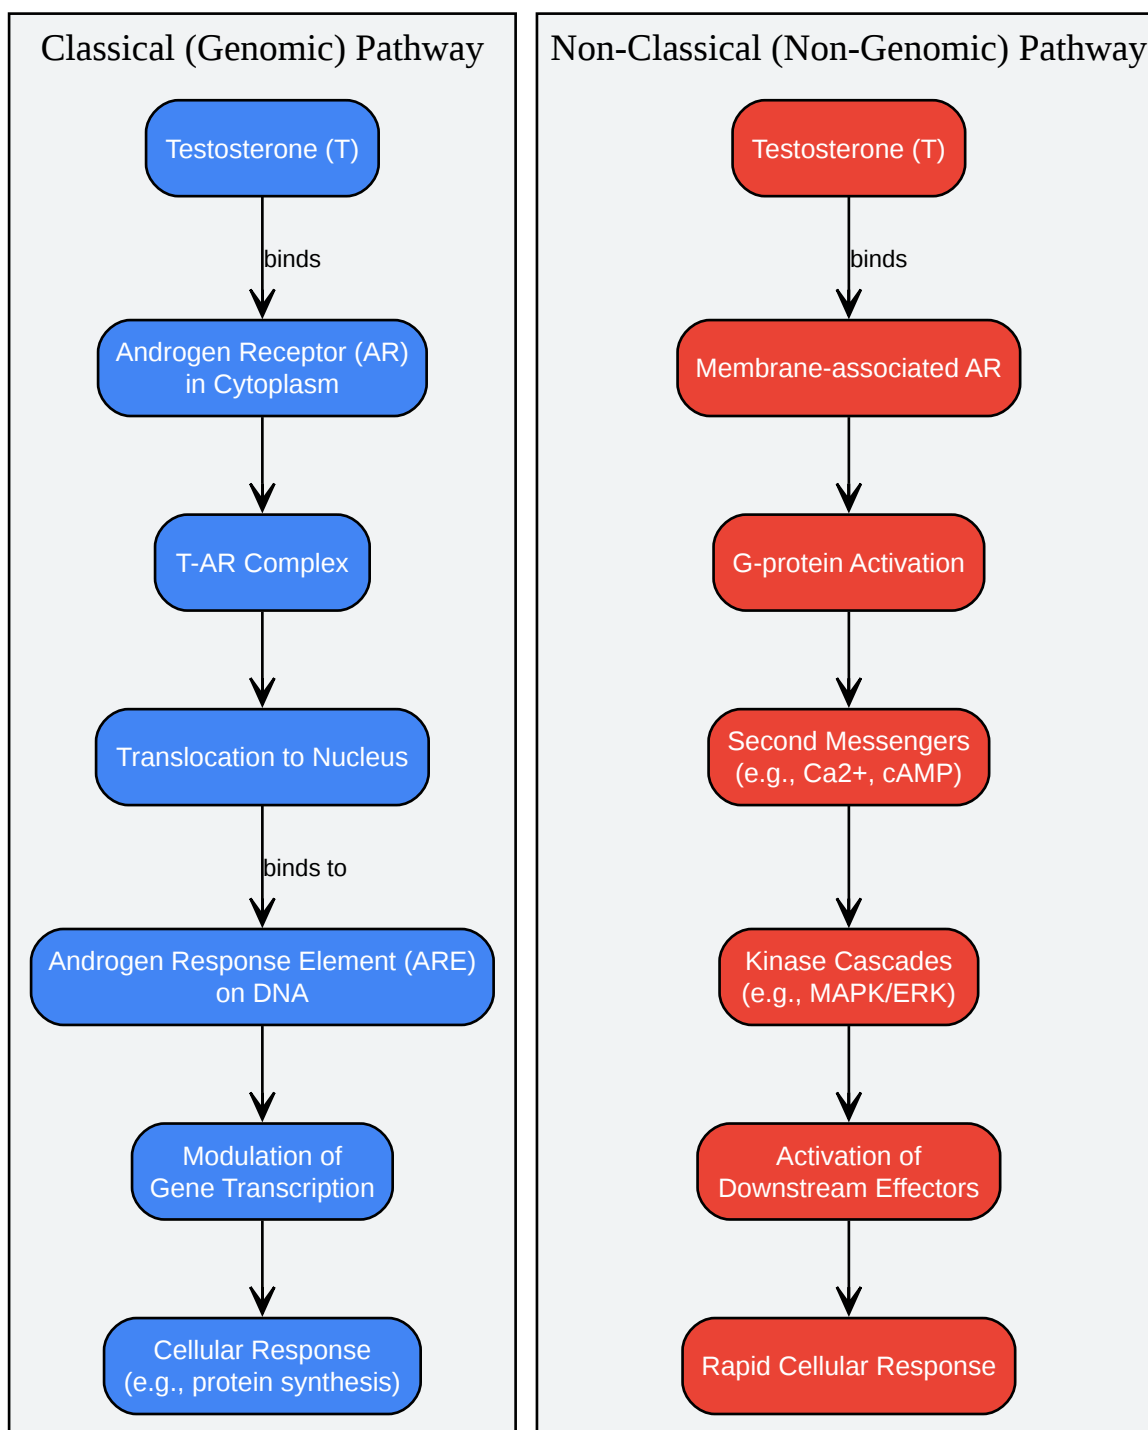 Classical (Genomic) Pathway
Testosterone (T)
binds
Androgen Receptor (AR)
in Cytoplasm
T-AR Complex
Translocation to Nucleus
binds to
Androgen Response Element (ARE)
on DNA
Modulation of
Gene Transcription
Cellular Response
(e.g., protein synthesis)
Non-Classical (Non-Genomic) Pathway
Testosterone (T)
binds
Membrane-associated AR
G-protein Activation
Second Messengers
(e.g., Ca2+, cAMP)
Kinase Cascades
(e.g., MAPK/ERK)
Activation of
Downstream Effectors
Rapid Cellular Response